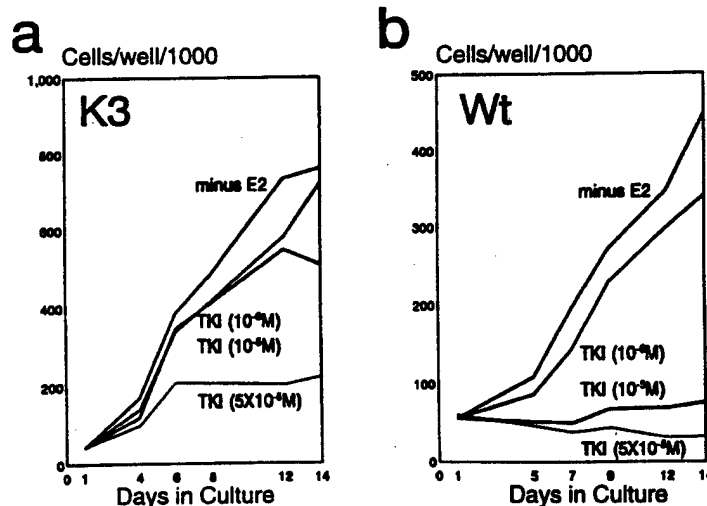 a
Cells/well/1000
1,000
K3
800
minus E2
600
400
TKI (10⁻⁶M)
TKI (10⁻⁵M)
200
TKI (5X10⁻⁵M)
0
0 1 4 6 8 12 14
Days in Culture
b
Cells/well/1000
500
Wt
400
minus E2
300
200
TKI (10⁻⁶M)
100
TKI (5X10⁻⁵M)
0
0 1 5 7 9 12 14
Days in Culture